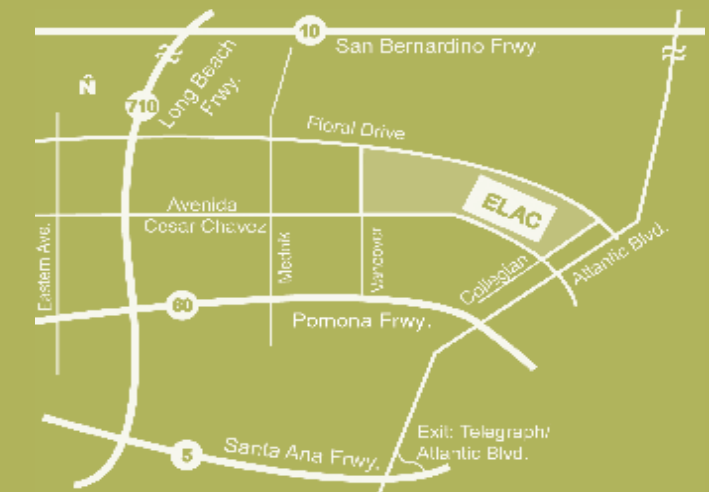 10
San Bernardino Frwy.
Long Beach
Frwy.
N
710
Floral Drive
ELAC
Avenida
Cesar Chavez
Eastern Ave.
Mednik
Vancover
Collegian
Atlantic Blvd.
60
Pomona Frwy.
Exit: Telegraph/
Atlantic Blvd.
5
Santa Ana Frwy.